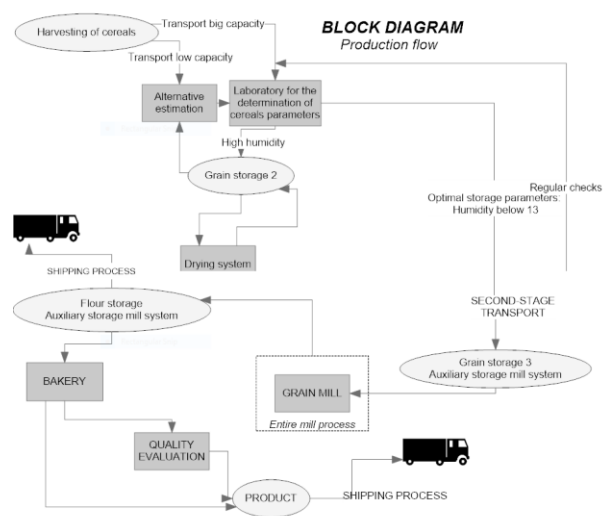 BLOCK DIAGRAM
Production flow
Harvesting of cereals
Transport big capacity
Transport low capacity
Alternative
estimation
Laboratory for the
determination of
cereals parameters
High humidity
Grain storage 2
Drying system
Regular checks
Optimal storage parameters:
Humidity below 13
SHIPPING PROCESS
Flour storage
Auxiliary storage mill system
SECOND-STAGE
TRANSPORT
Grain storage 3
Auxiliary storage mill system
GRAIN MILL
Entire mill process
BAKERY
QUALITY
EVALUATION
PRODUCT
SHIPPING PROCESS